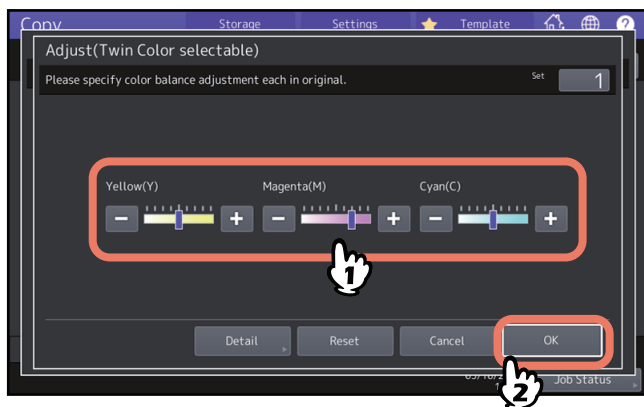 Copy Storage Settings Template ?
Adjust(Twin Color selectable)
Please specify color balance adjustment each in original. Set 1
Yellow(Y) Magenta(M) Cyan(C)
− + − + − +
1
Detail Reset Cancel OK
2
Job Status